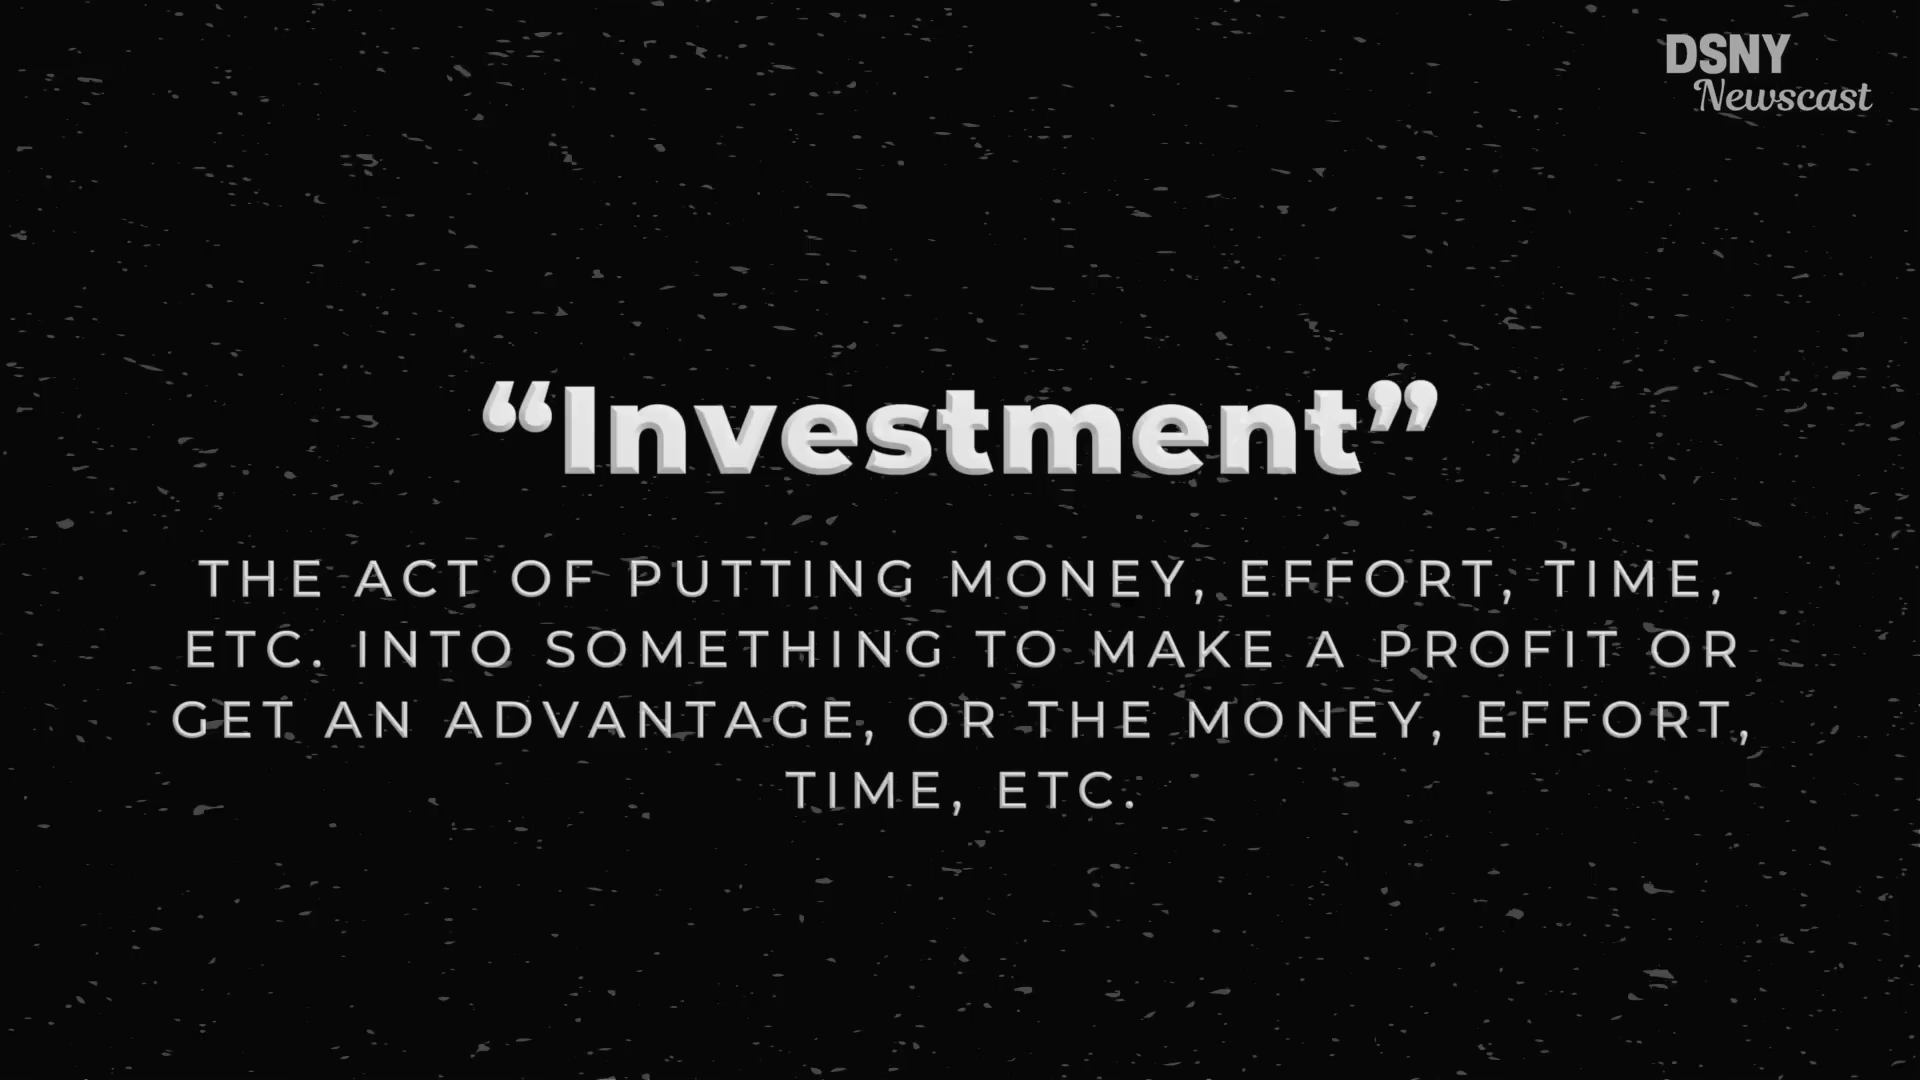 DSNY
Newscast
“Investment”
THE ACT OF PUTTING MONEY, EFFORT, TIME,
ETC. INTO SOMETHING TO MAKE A PROFIT OR
GET AN ADVANTAGE, OR THE MONEY, EFFORT,
TIME, ETC.